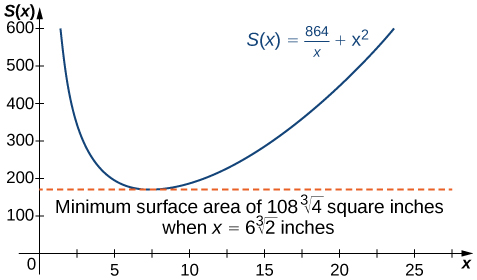 S(x)
600
500
400
300
200
100
0
5
10
15
20
25
x
S(x) = 864/x + x²
Minimum surface area of 108∛4 square inches
when x = 6∛2 inches